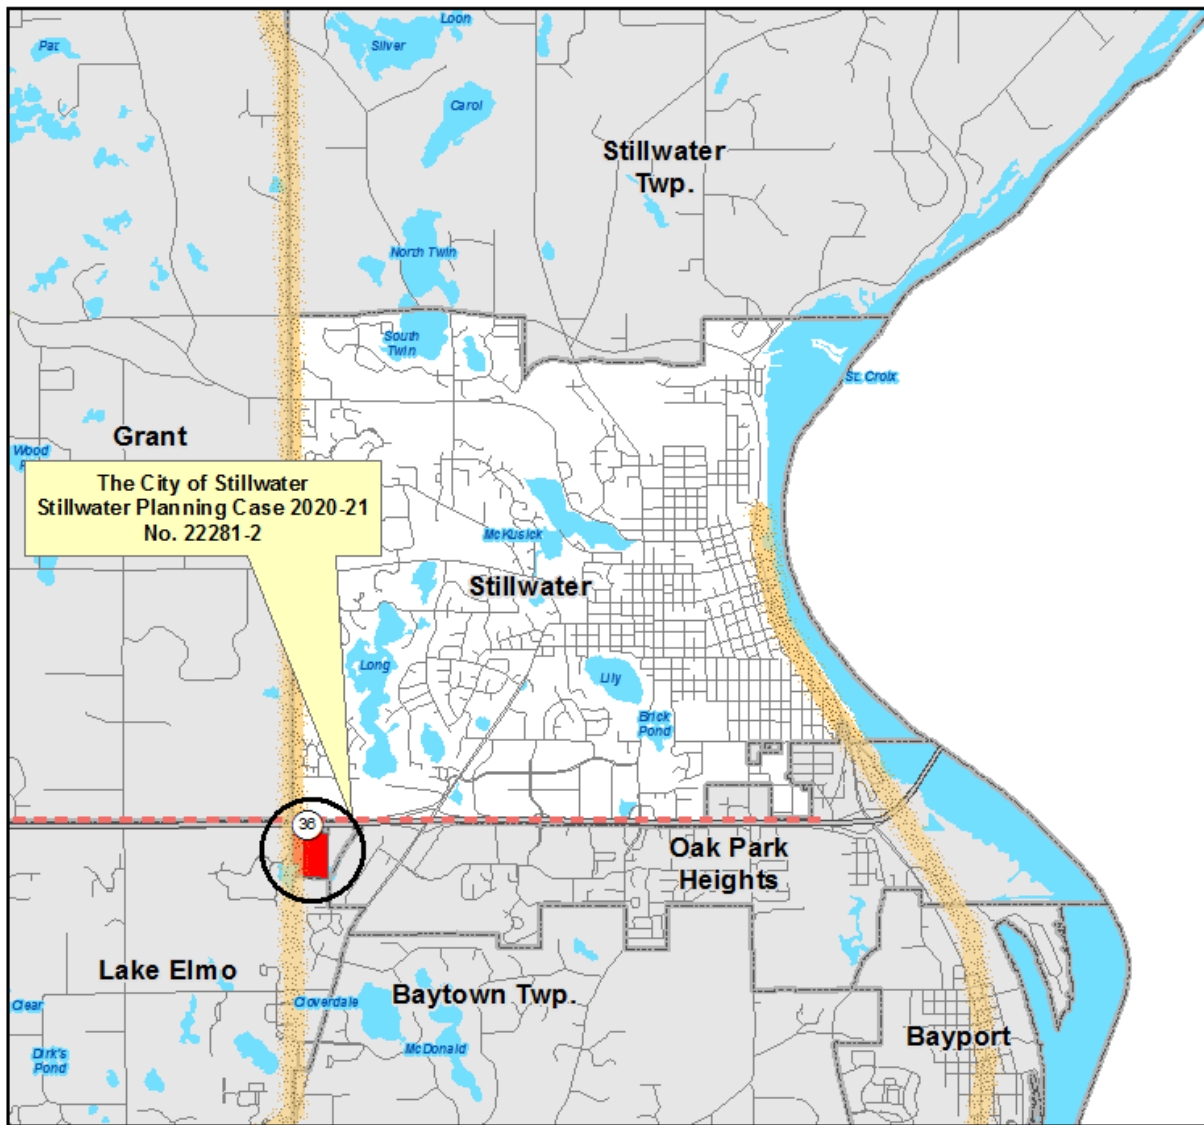 Loon
Pat
Silver
Carol
Stillwater
Twp.
North Twin
South
Twin
St. Croix
Grant
Wood
The City of Stillwater
Stillwater Planning Case 2020-21
No. 22281-2
McKusick
Stillwater
Long
Lily
Brick
Pond
36
Oak Park
Heights
Lake Elmo
Baytown Twp.
Cloverdale
Clear
Bayport
McDonald
Dirk's
Pond